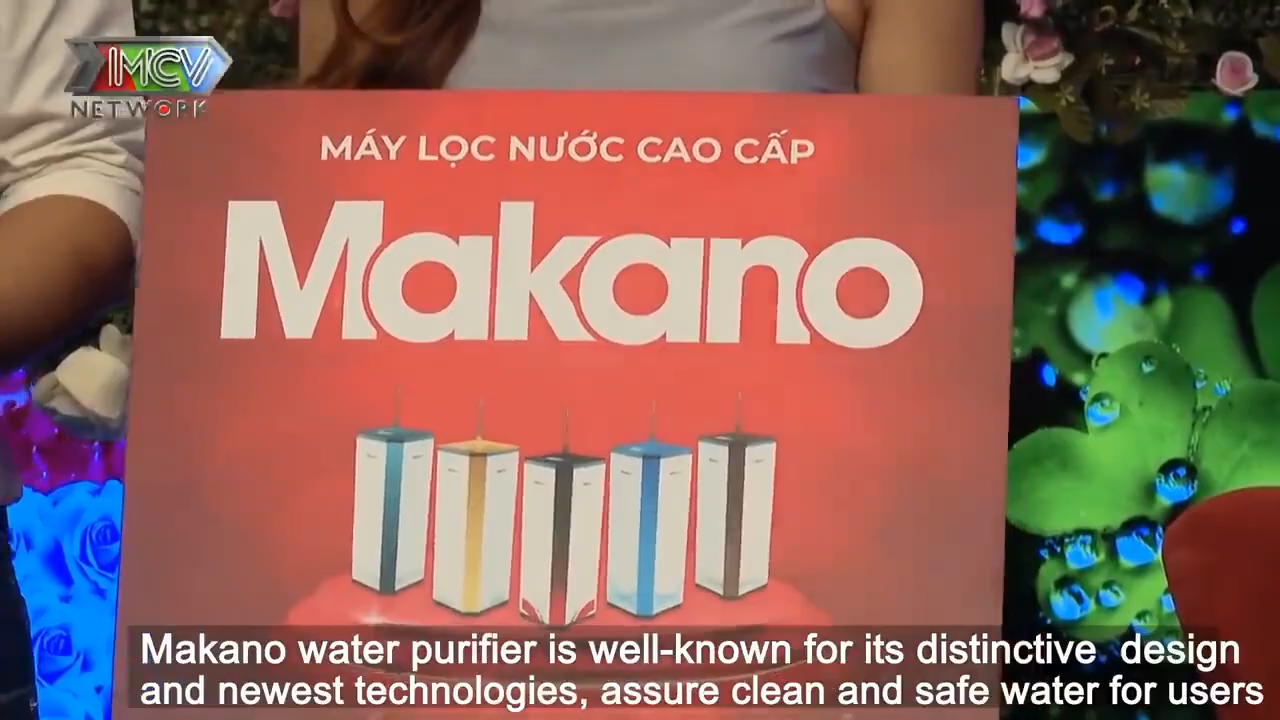 MCV
NETWORK
MÁY LỌC NƯỚC CAO CẤP
Makano
Makano water purifier is well-known for its distinctive design
and newest technologies, assure clean and safe water for users